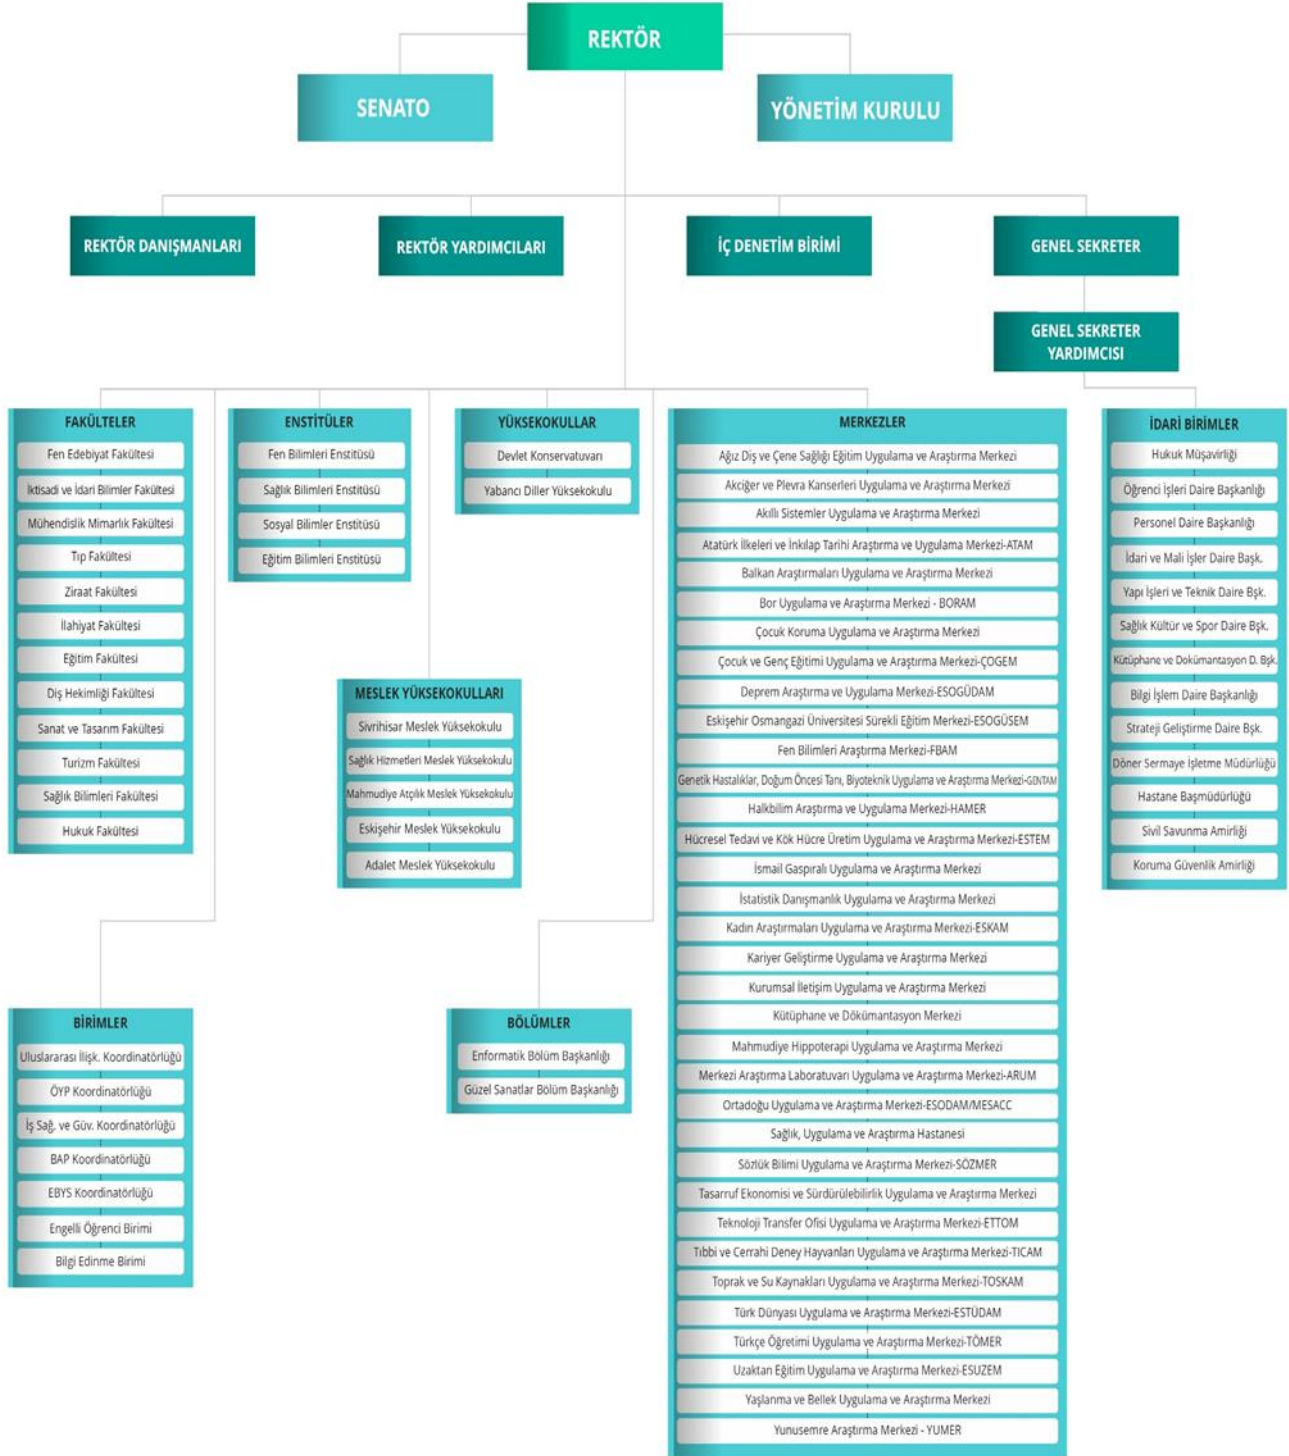 REKTÖR
SENATO
YÖNETİM KURULU
REKTÖR DANIŞMANLARI
REKTÖR YARDIMCILARI
İÇ DENETİM BİRİMİ
GENEL SEKRETER
GENEL SEKRETER
YARDIMCISI
FAKÜLTELER
Fen Edebiyat Fakültesi
İktisadi ve İdari Bilimler Fakültesi
Mühendislik Mimarlık Fakültesi
Tıp Fakültesi
Ziraat Fakültesi
İlahiyat Fakültesi
Eğitim Fakültesi
Diş Hekimliği Fakültesi
Sanat ve Tasarım Fakültesi
Turizm Fakültesi
Sağlık Bilimleri Fakültesi
Hukuk Fakültesi
ENSTİTÜLER
Fen Bilimleri Enstitüsü
Sağlık Bilimleri Enstitüsü
Sosyal Bilimler Enstitüsü
Eğitim Bilimleri Enstitüsü
YÜKSEKOKULLAR
Devlet Konservatuvarı
Yabancı Diller Yüksekokulu
MERKEZLER
Ağız Diş ve Çene Sağlığı Eğitim Uygulama ve Araştırma Merkezi
Akciğer ve Plevra Kanserleri Uygulama ve Araştırma Merkezi
Akıllı Sistemler Uygulama ve Araştırma Merkezi
Atatürk İlkeleri ve İnkılap Tarihi Araştırma ve Uygulama Merkezi-ATAM
Balkan Araştırmaları Uygulama ve Araştırma Merkezi
Bor Uygulama ve Araştırma Merkezi - BORAM
Çocuk Koruma Uygulama ve Araştırma Merkezi
Çocuk ve Genç Eğitimi Uygulama ve Araştırma Merkezi-ÇOGEM
Deprem Araştırma ve Uygulama Merkezi-ESOGÜDAM
Eskişehir Osmangazi Üniversitesi Sürekli Eğitim Merkezi-ESOGÜSEM
Fen Bilimleri Araştırma Merkezi-FBAM
Genetik Hastalıklar, Doğum Öncesi Tanı, Biyoteknik Uygulama ve Araştırma Merkezi-GENTAM
Halkbilim Araştırma ve Uygulama Merkezi-HAMER
Hücresel Tedavi ve Kök Hücre Üretim Uygulama ve Araştırma Merkezi-ESTEM
İsmail Gaspıralı Uygulama ve Araştırma Merkezi
İstatistik Danışmanlık Uygulama ve Araştırma Merkezi
Kadın Araştırmaları Uygulama ve Araştırma Merkezi-ESKAM
Kariyer Geliştirme Uygulama ve Araştırma Merkezi
Kurumsal İletişim Uygulama ve Araştırma Merkezi
Kütüphane ve Dökümantasyon Merkezi
Mahmudiye Hippoterapi Uygulama ve Araştırma Merkezi
Merkezi Araştırma Laboratuvarı Uygulama ve Araştırma Merkezi-ARUM
Ortadoğu Uygulama ve Araştırma Merkezi-ESODAM/MESACC
Sağlık, Uygulama ve Araştırma Hastanesi
Sözlük Bilimi Uygulama ve Araştırma Merkezi-SÖZMER
Tasarruf Ekonomisi ve Sürdürülebilirlik Uygulama ve Araştırma Merkezi
Teknoloji Transfer Ofisi Uygulama ve Araştırma Merkezi-ETTOM
Tıbbi ve Cerrahi Deney Hayvanları Uygulama ve Araştırma Merkezi-TICAM
Toprak ve Su Kaynakları Uygulama ve Araştırma Merkezi-TOSKAM
Türk Dünyası Uygulama ve Araştırma Merkezi-ESTÜDAM
Türkçe Öğretimi Uygulama ve Araştırma Merkezi-TÖMER
Uzaktan Eğitim Uygulama ve Araştırma Merkezi-ESUZEM
Yaşlanma ve Bellek Uygulama ve Araştırma Merkezi
Yunusemre Araştırma Merkezi - YUMER
İDARİ BİRİMLER
Hukuk Müşavirliği
Öğrenci İşleri Daire Başkanlığı
Personel Daire Başkanlığı
İdari ve Mali İşler Daire Başk.
Yapı İşleri ve Teknik Daire Bşk.
Sağlık Kültür ve Spor Daire Bşk.
Kütüphane ve Dokümantasyon D. Bşk.
Bilgi İşlem Daire Başkanlığı
Strateji Geliştirme Daire Bşk.
Döner Sermaye İşletme Müdürlüğü
Hastane Başmüdürlüğü
Sivil Savunma Amirliği
Koruma Güvenlik Amirliği
MESLEK YÜKSEKOKULLARI
Sivrihisar Meslek Yüksekokulu
Sağlık Hizmetleri Meslek Yüksekokulu
Mahmudiye Atçılık Meslek Yüksekokulu
Eskişehir Meslek Yüksekokulu
Adalet Meslek Yüksekokulu
BİRİMLER
Uluslararası İlişk. Koordinatörlüğü
ÖYP Koordinatörlüğü
İş Sağ. ve Güv. Koordinatörlüğü
BAP Koordinatörlüğü
EBYS Koordinatörlüğü
Engelli Öğrenci Birimi
Bilgi Edinme Birimi
BÖLÜMLER
Enformatik Bölüm Başkanlığı
Güzel Sanatlar Bölüm Başkanlığı